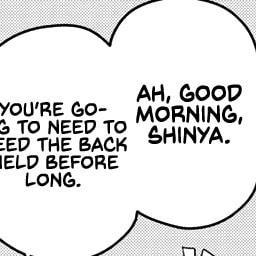 AH, GOOD
MORNING,
SHINYA.
YOU'RE GO-
G TO NEED TO
EED THE BACK
IELD BEFORE
LONG.